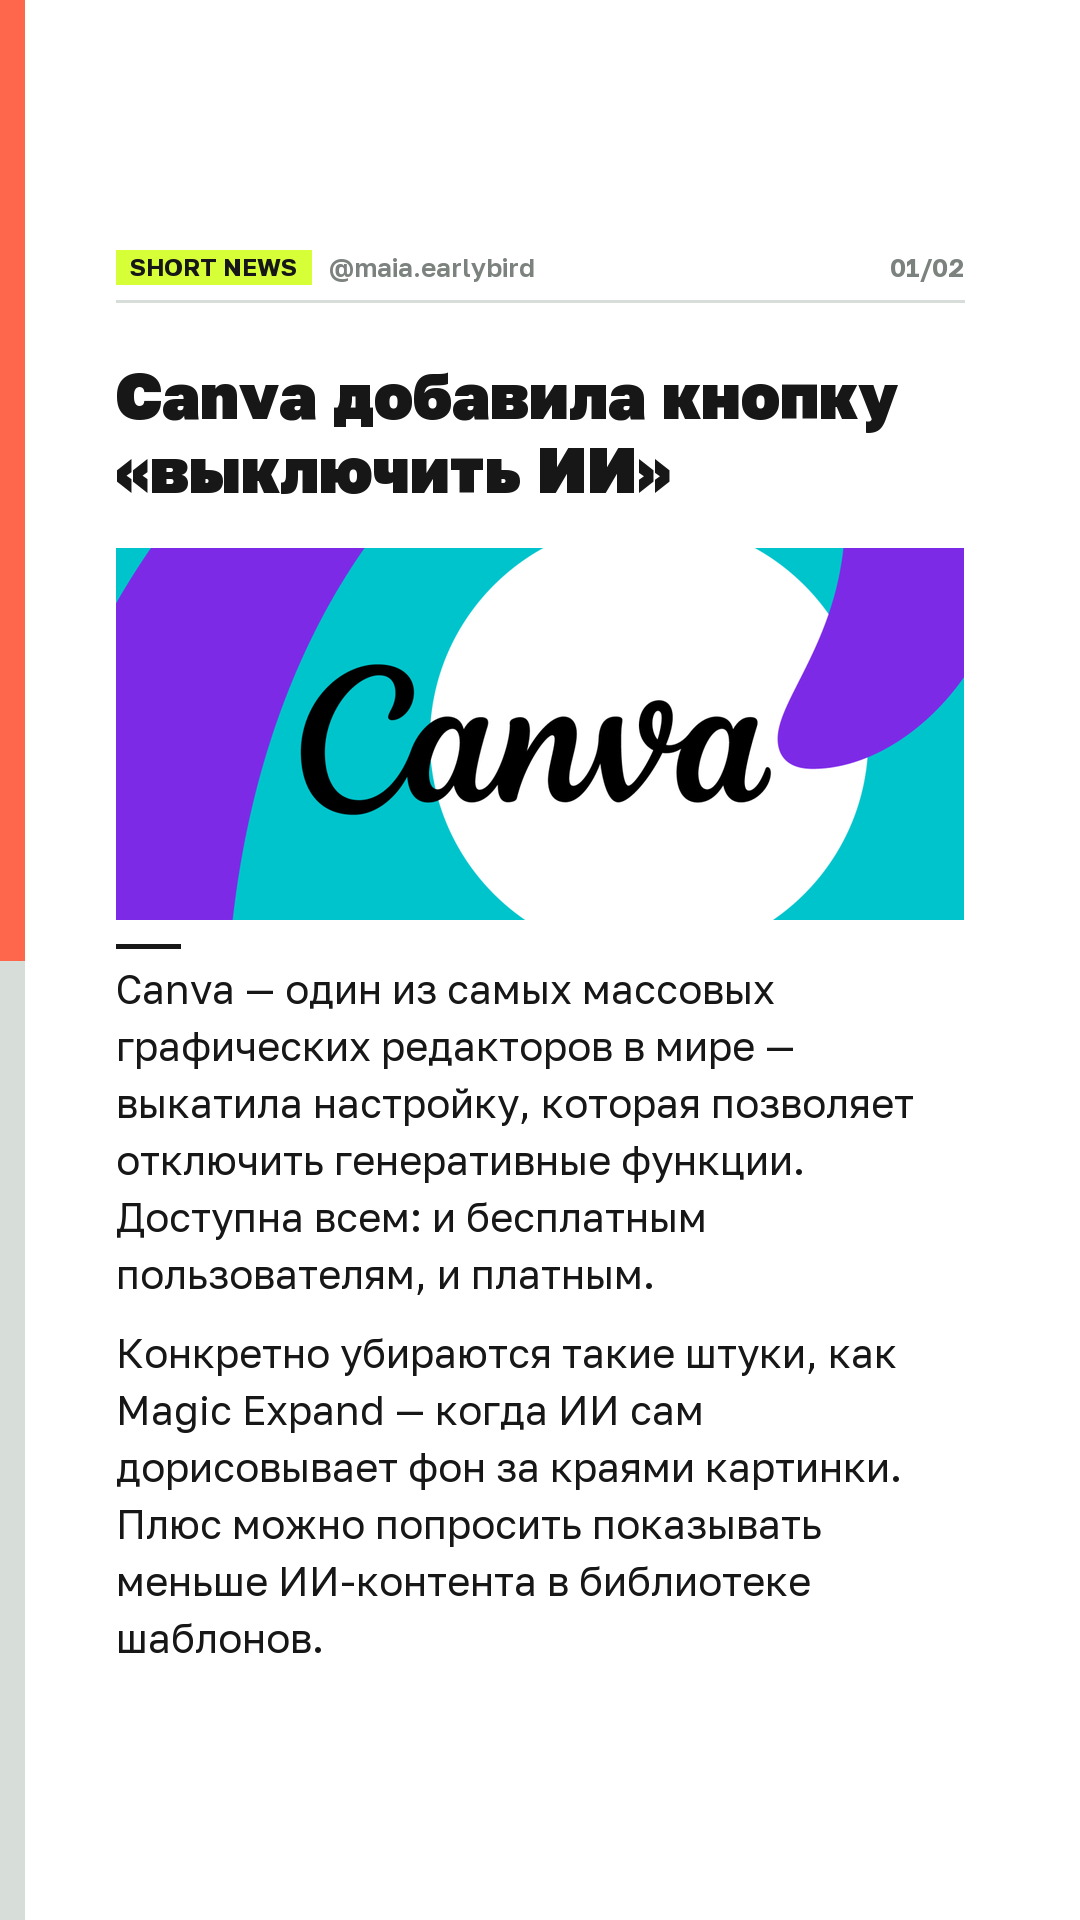 SHORT NEWS @maia.earlybird 01/02
Canva добавила кнопку
«выключить ИИ»
Canva
Canva — один из самых массовых
графических редакторов в мире —
выкатила настройку, которая позволяет
отключить генеративные функции.
Доступна всем: и бесплатным
пользователям, и платным.
Конкретно убираются такие штуки, как
Magic Expand — когда ИИ сам
дорисовывает фон за краями картинки.
Плюс можно попросить показывать
меньше ИИ-контента в библиотеке
шаблонов.